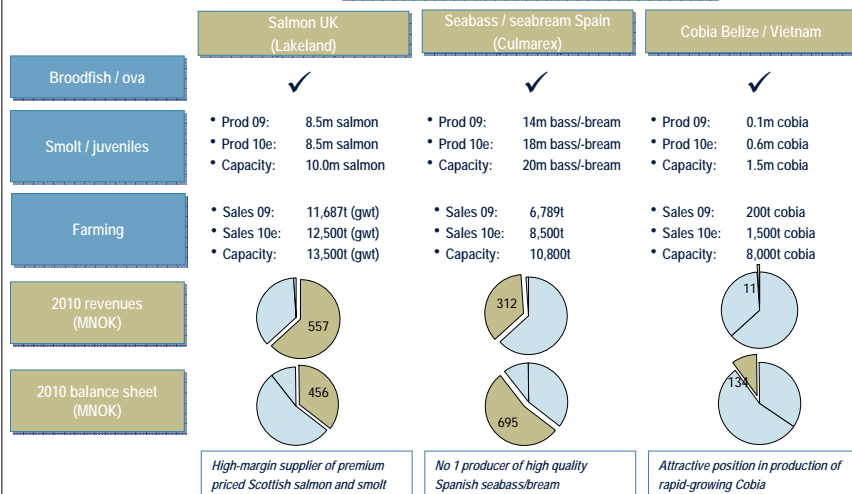 Salmon UK
(Lakeland)
Seabass / seabream Spain
(Culmarex)
Cobia Belize / Vietnam
Broodfish / ova
✓ ✓ ✓
Smolt / juveniles
• Prod 09: 8.5m salmon
• Prod 10e: 8.5m salmon
• Capacity: 10.0m salmon
• Prod 09: 14m bass/-bream
• Prod 10e: 18m bass/-bream
• Capacity: 20m bass/-bream
• Prod 09: 0.1m cobia
• Prod 10e: 0.6m cobia
• Capacity: 1.5m cobia
Farming
• Sales 09: 11,687t (gwt)
• Sales 10e: 12,500t (gwt)
• Capacity: 13,500t (gwt)
• Sales 09: 6,789t
• Sales 10e: 8,500t
• Capacity: 10,800t
• Sales 09: 200t cobia
• Sales 10e: 1,500t cobia
• Capacity: 8,000t cobia
2010 revenues
(MNOK)
557
312
11
2010 balance sheet
(MNOK)
456
695
134
High-margin supplier of premium
priced Scottish salmon and smolt
No 1 producer of high quality
Spanish seabass/bream
Attractive position in production of
rapid-growing Cobia